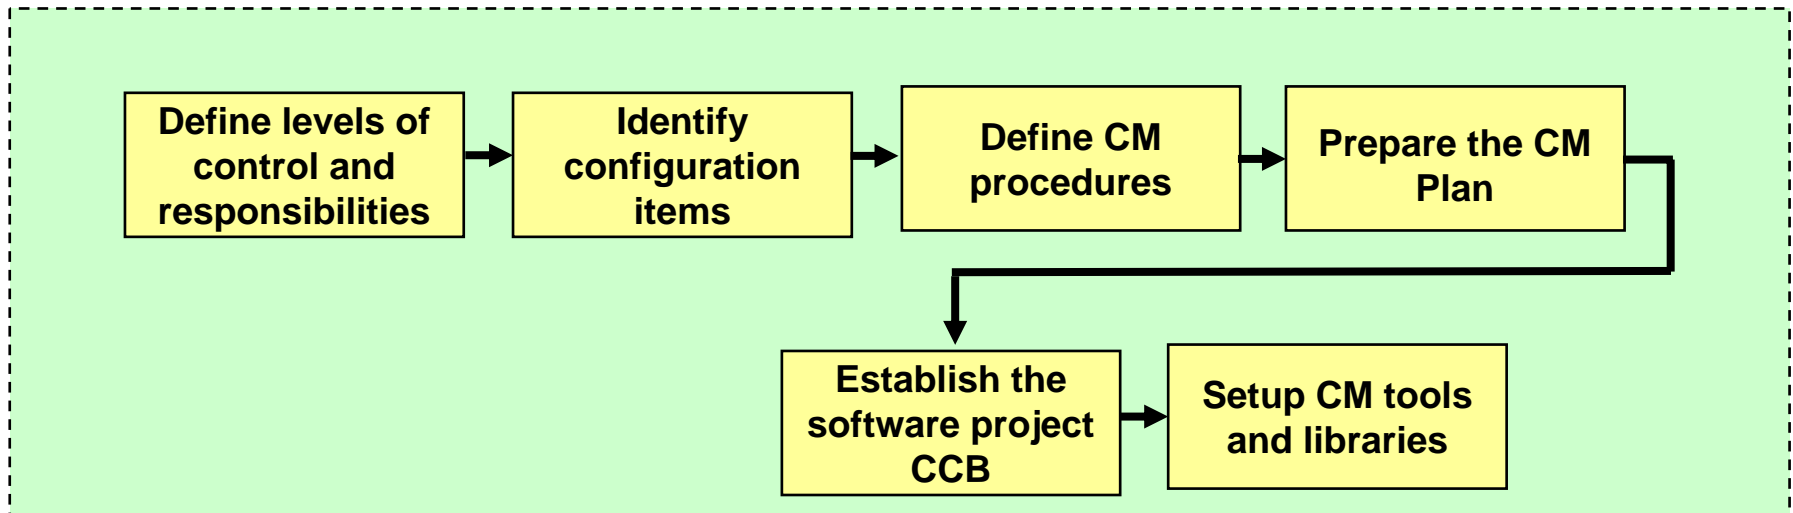 Define levels of
control and
responsibilities
Identify
configuration
items
Define CM
procedures
Prepare the CM
Plan
Establish the
software project
CCB
Setup CM tools
and libraries